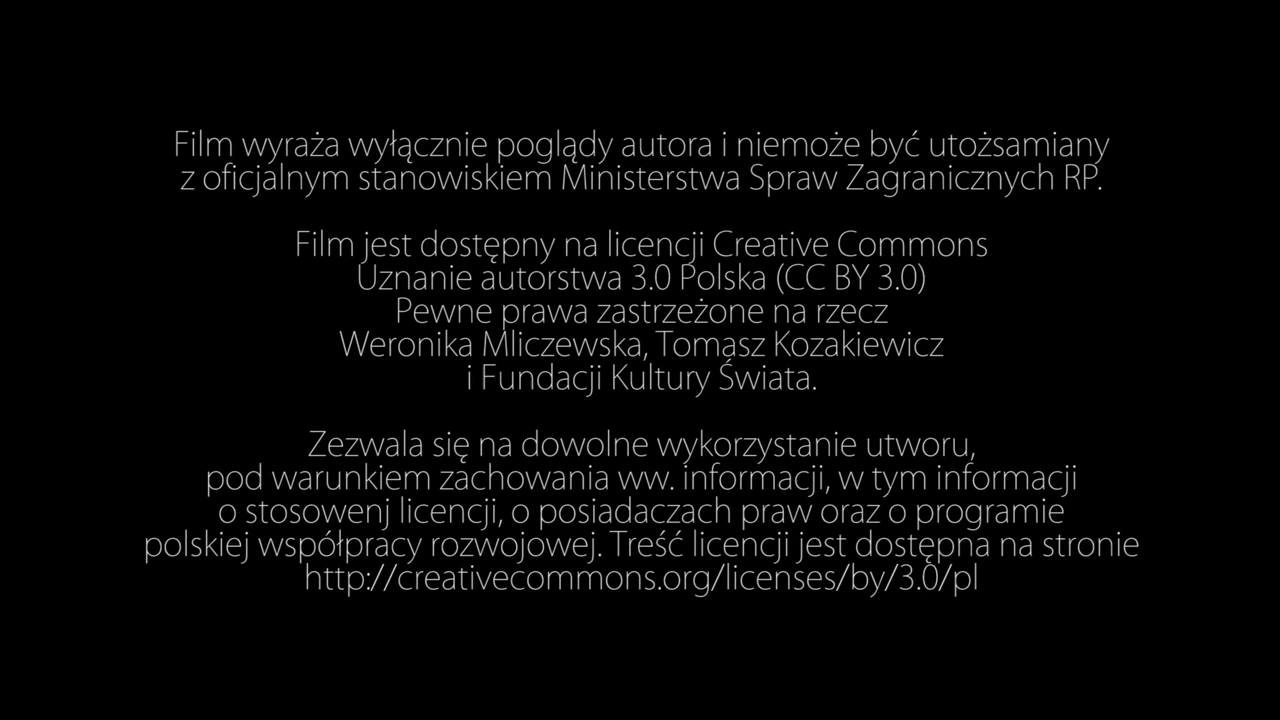 Film wyraża wyłącznie poglądy autora i niemoże być utożsamiany
z oficjalnym stanowiskiem Ministerstwa Spraw Zagranicznych RP.
Film jest dostępny na licencji Creative Commons
Uznanie autorstwa 3.0 Polska (CC BY 3.0)
Pewne prawa zastrzeżone na rzecz
Weronika Mliczewska, Tomasz Kozakiewicz
i Fundacji Kultury Świata.
Zezwala się na dowolne wykorzystanie utworu,
pod warunkiem zachowania ww. informacji, w tym informacji
o stosowenj licencji, o posiadaczach praw oraz o programie
polskiej współpracy rozwojowej. Treść licencji jest dostępna na stronie
http://creativecommons.org/licenses/by/3.0/pl